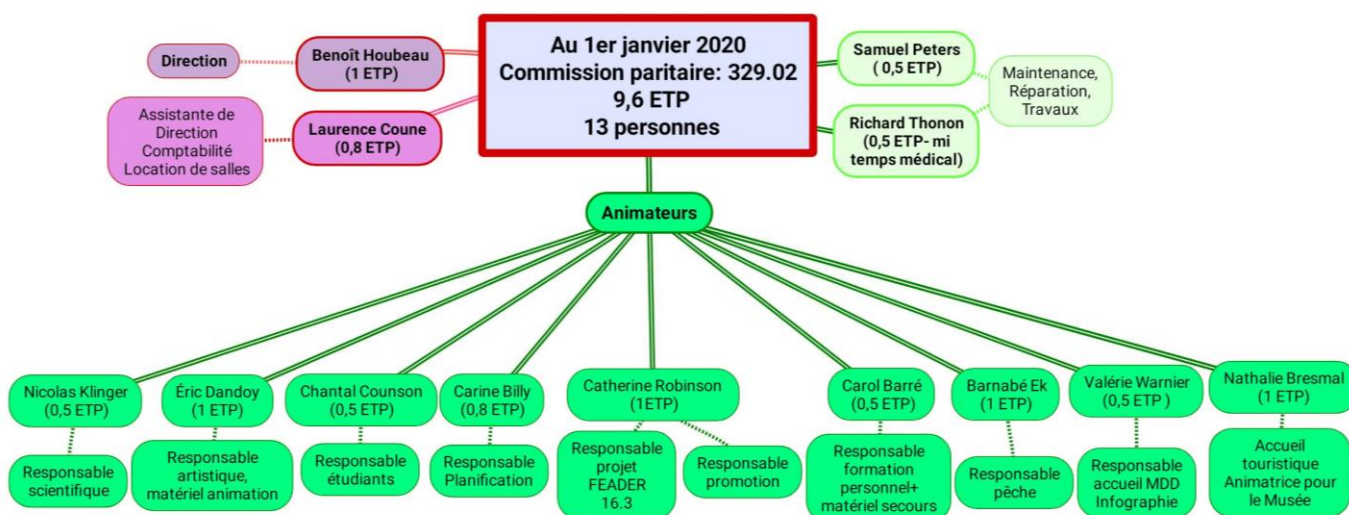 Au 1er janvier 2020
Commission paritaire: 329.02
9,6 ETP
13 personnes
Direction
Benoît Houbeau
(1 ETP)
Assistante de
Direction
Comptabilité
Location de salles
Laurence Coune
(0,8 ETP)
Samuel Peters
( 0,5 ETP)
Richard Thonon
(0,5 ETP- mi
temps médical)
Maintenance,
Réparation,
Travaux
Animateurs
Nicolas Klinger
(0,5 ETP)
Responsable
scientifique
Éric Dandoy
(1 ETP)
Responsable
artistique,
matériel animation
Chantal Counson
(0,5 ETP)
Responsable
étudiants
Carine Billy
(0,8 ETP)
Responsable
Planification
Catherine Robinson
(1ETP)
Responsable
projet
FEADER
16.3
Responsable
promotion
Carol Barré
(0,5 ETP)
Responsable
formation
personnel+
matériel secours
Barnabé Ek
(1 ETP)
Responsable
pêche
Valérie Warnier
(0,5 ETP )
Responsable
accueil MDD
Infographie
Nathalie Bresmal
(1 ETP)
Accueil
touristique
Animatrice pour
le Musée